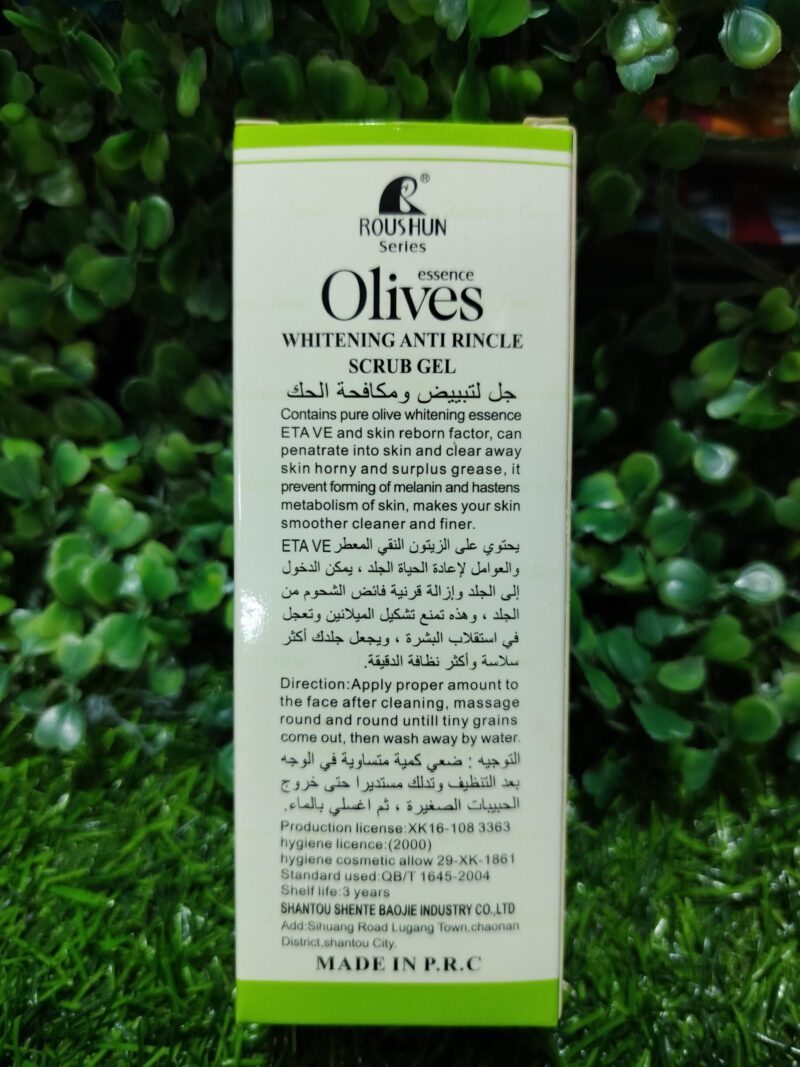 ®
ROUSHUN
Series
essence
Olives
WHITENING ANTI RINCLE
SCRUB GEL
جل لتبييض ومكافحة الحك
Contains pure olive whitening essence
ETA VE and skin reborn factor, can
penatrate into skin and clear away
skin horny and surplus grease, it
prevent forming of melanin and hastens
metabolism of skin, makes your skin
smoother cleaner and finer.
يحتوي على الزيتون النقي المعطر ETA VE
والعوامل لإعادة الحياة الجلد ، يمكن الدخول
إلى الجلد وإزالة قرنية فائض الشحوم من
الجلد ، وهذه تمنع تشكيل الميلانين وتعجل
في استقلاب البشرة ، ويجعل جلدك أكثر
سلاسة وأكثر نظافة الدقيقة.
Direction:Apply proper amount to
the face after cleaning, massage
round and round untill tiny grains
come out, then wash away by water.
التوجيه : ضعي كمية متساوية في الوجه
بعد التنظيف وتدلك مستديرا حتى خروج
الحبيبات الصغيرة ، ثم اغسلي بالماء.
Production license:XK16-108 3363
hygiene licence:(2000)
hygiene cosmetic allow 29-XK-1861
Standard used:QB/T 1645-2004
Shelf life:3 years
SHANTOU SHENTE BAOJIE INDUSTRY CO.,LTD
Add:Sihuang Road Lugang Town,chaonan
District,shantou City.
MADE IN P.R.C